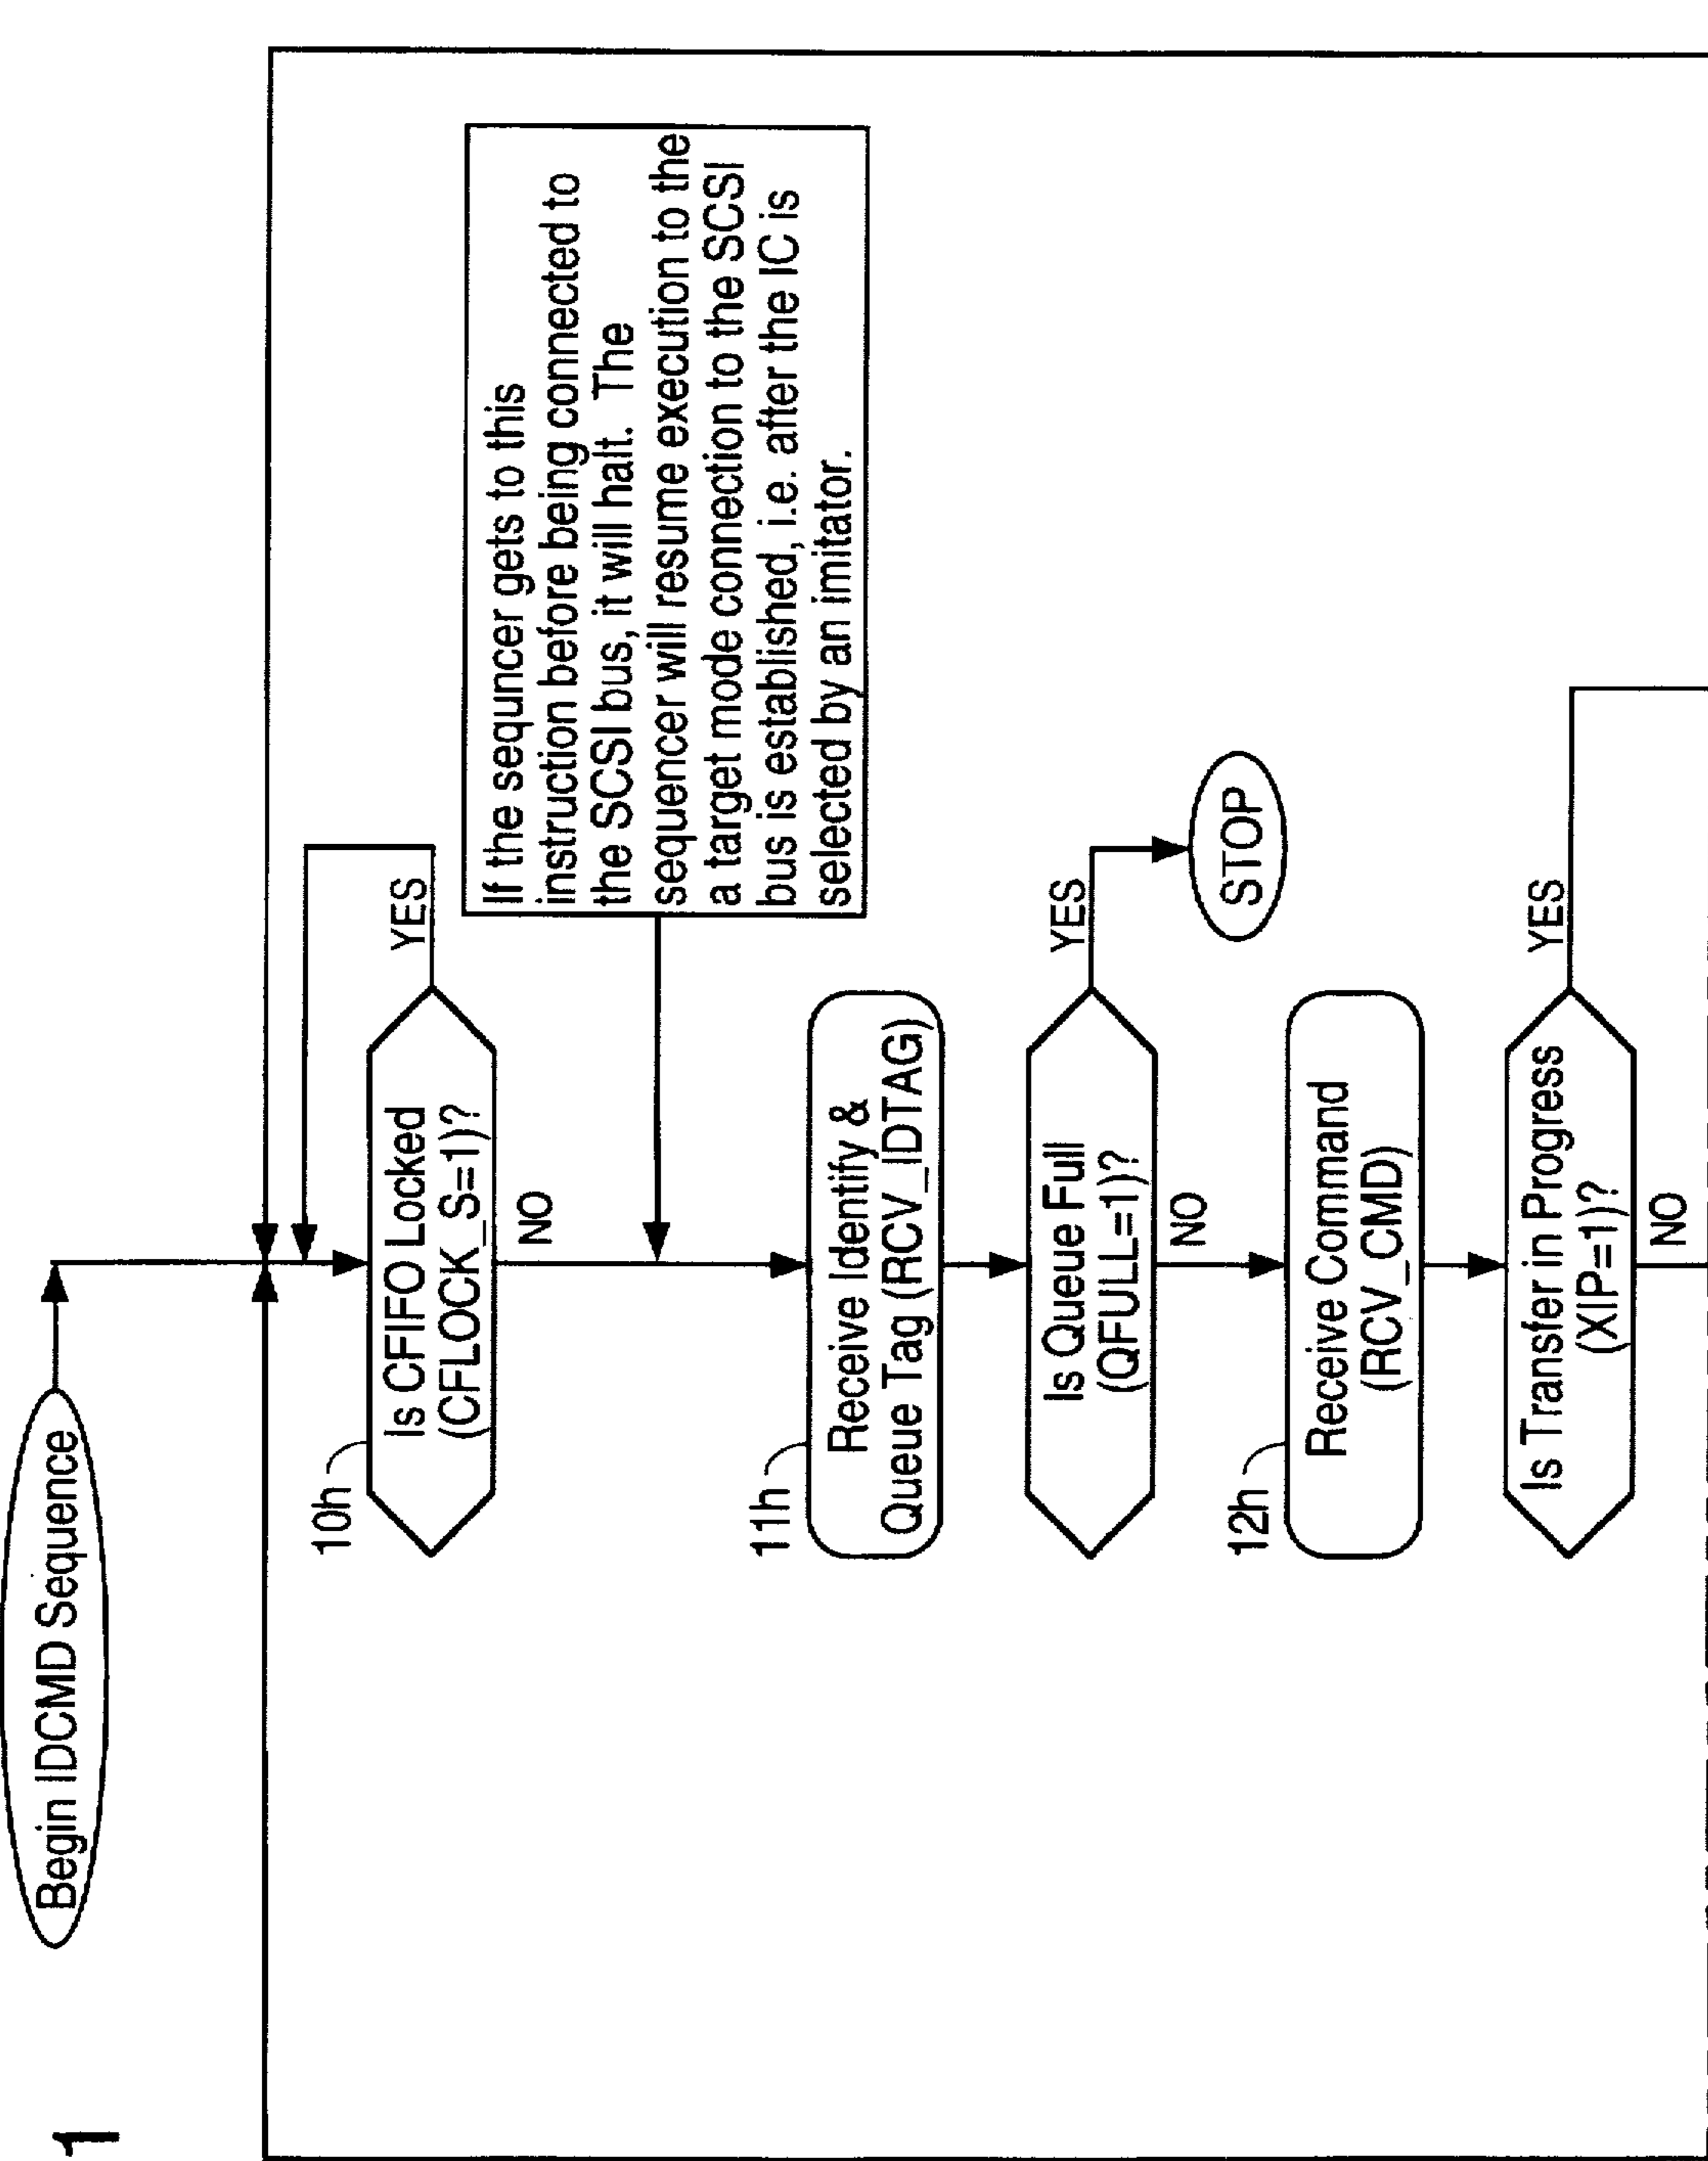 1
Begin IDCMD Sequence
10h
Is CFIFO Locked
(CFLOCK_S=1)?
YES
NO
If the sequncer gets to this
instruction before being connected to
the SCSI bus, it will halt. The
sequencer will resume execution to the
a target mode connection to the SCSI
bus is established, i.e. after the IC is
selected by an imitator.
11h
Receive Identify &
Queue Tag (RCV_IDTAG)
Is Queue Full
(QFULL=1)?
YES
STOP
NO
12h
Receive Command
(RCV_CMD)
Is Transfer in Progress
(XIP=1)?
YES
NO